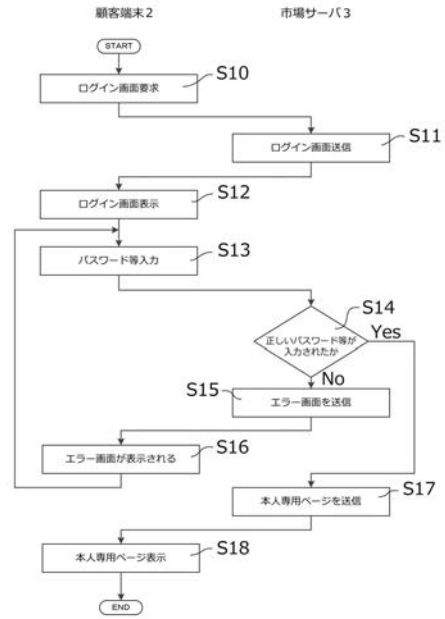 顧客端末2 市場サーバ3
START
ログイン画面要求
S10
ログイン画面送信
S11
ログイン画面表示
S12
パスワード等入力
S13
正しいパスワード等が
入力されたか
S14
Yes
No
S15
エラー画面を送信
エラー画面が表示される
S16
本人専用ページを送信
S17
本人専用ページ表示
S18
END